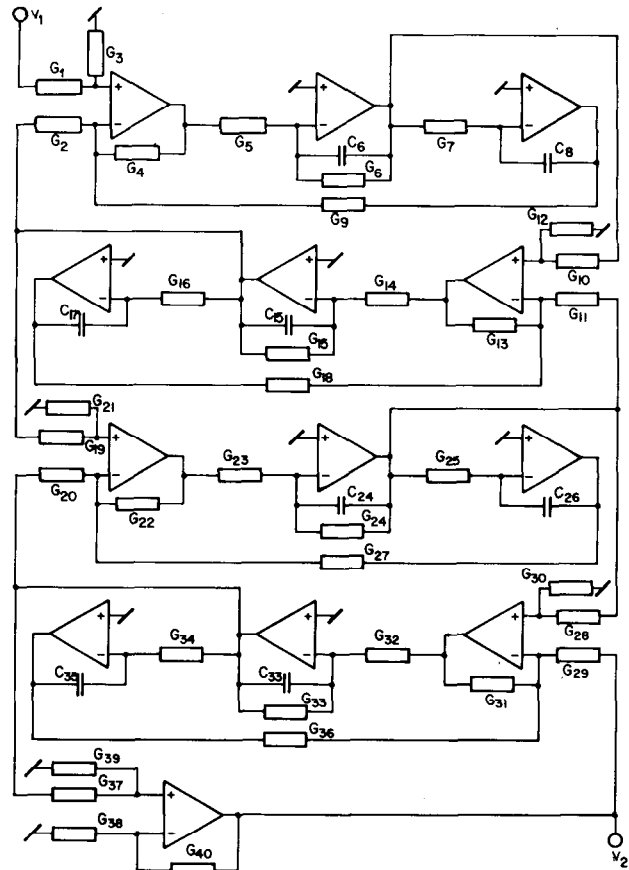 V1
G1
G3
+
−
G2
G4
G5
+
−
C6
G6
G7
+
−
C8
G9
G12
+
−
C17
G16
+
−
C15
G15
G14
+
−
G10
G11
G13
G18
G21
G19
+
−
G20
G22
G23
+
−
C24
G24
G25
+
−
C26
G27
G30
+
−
C35
G34
+
−
C33
G33
G32
+
−
G28
G29
G31
G36
G39
G37
+
−
G38
G40
V2